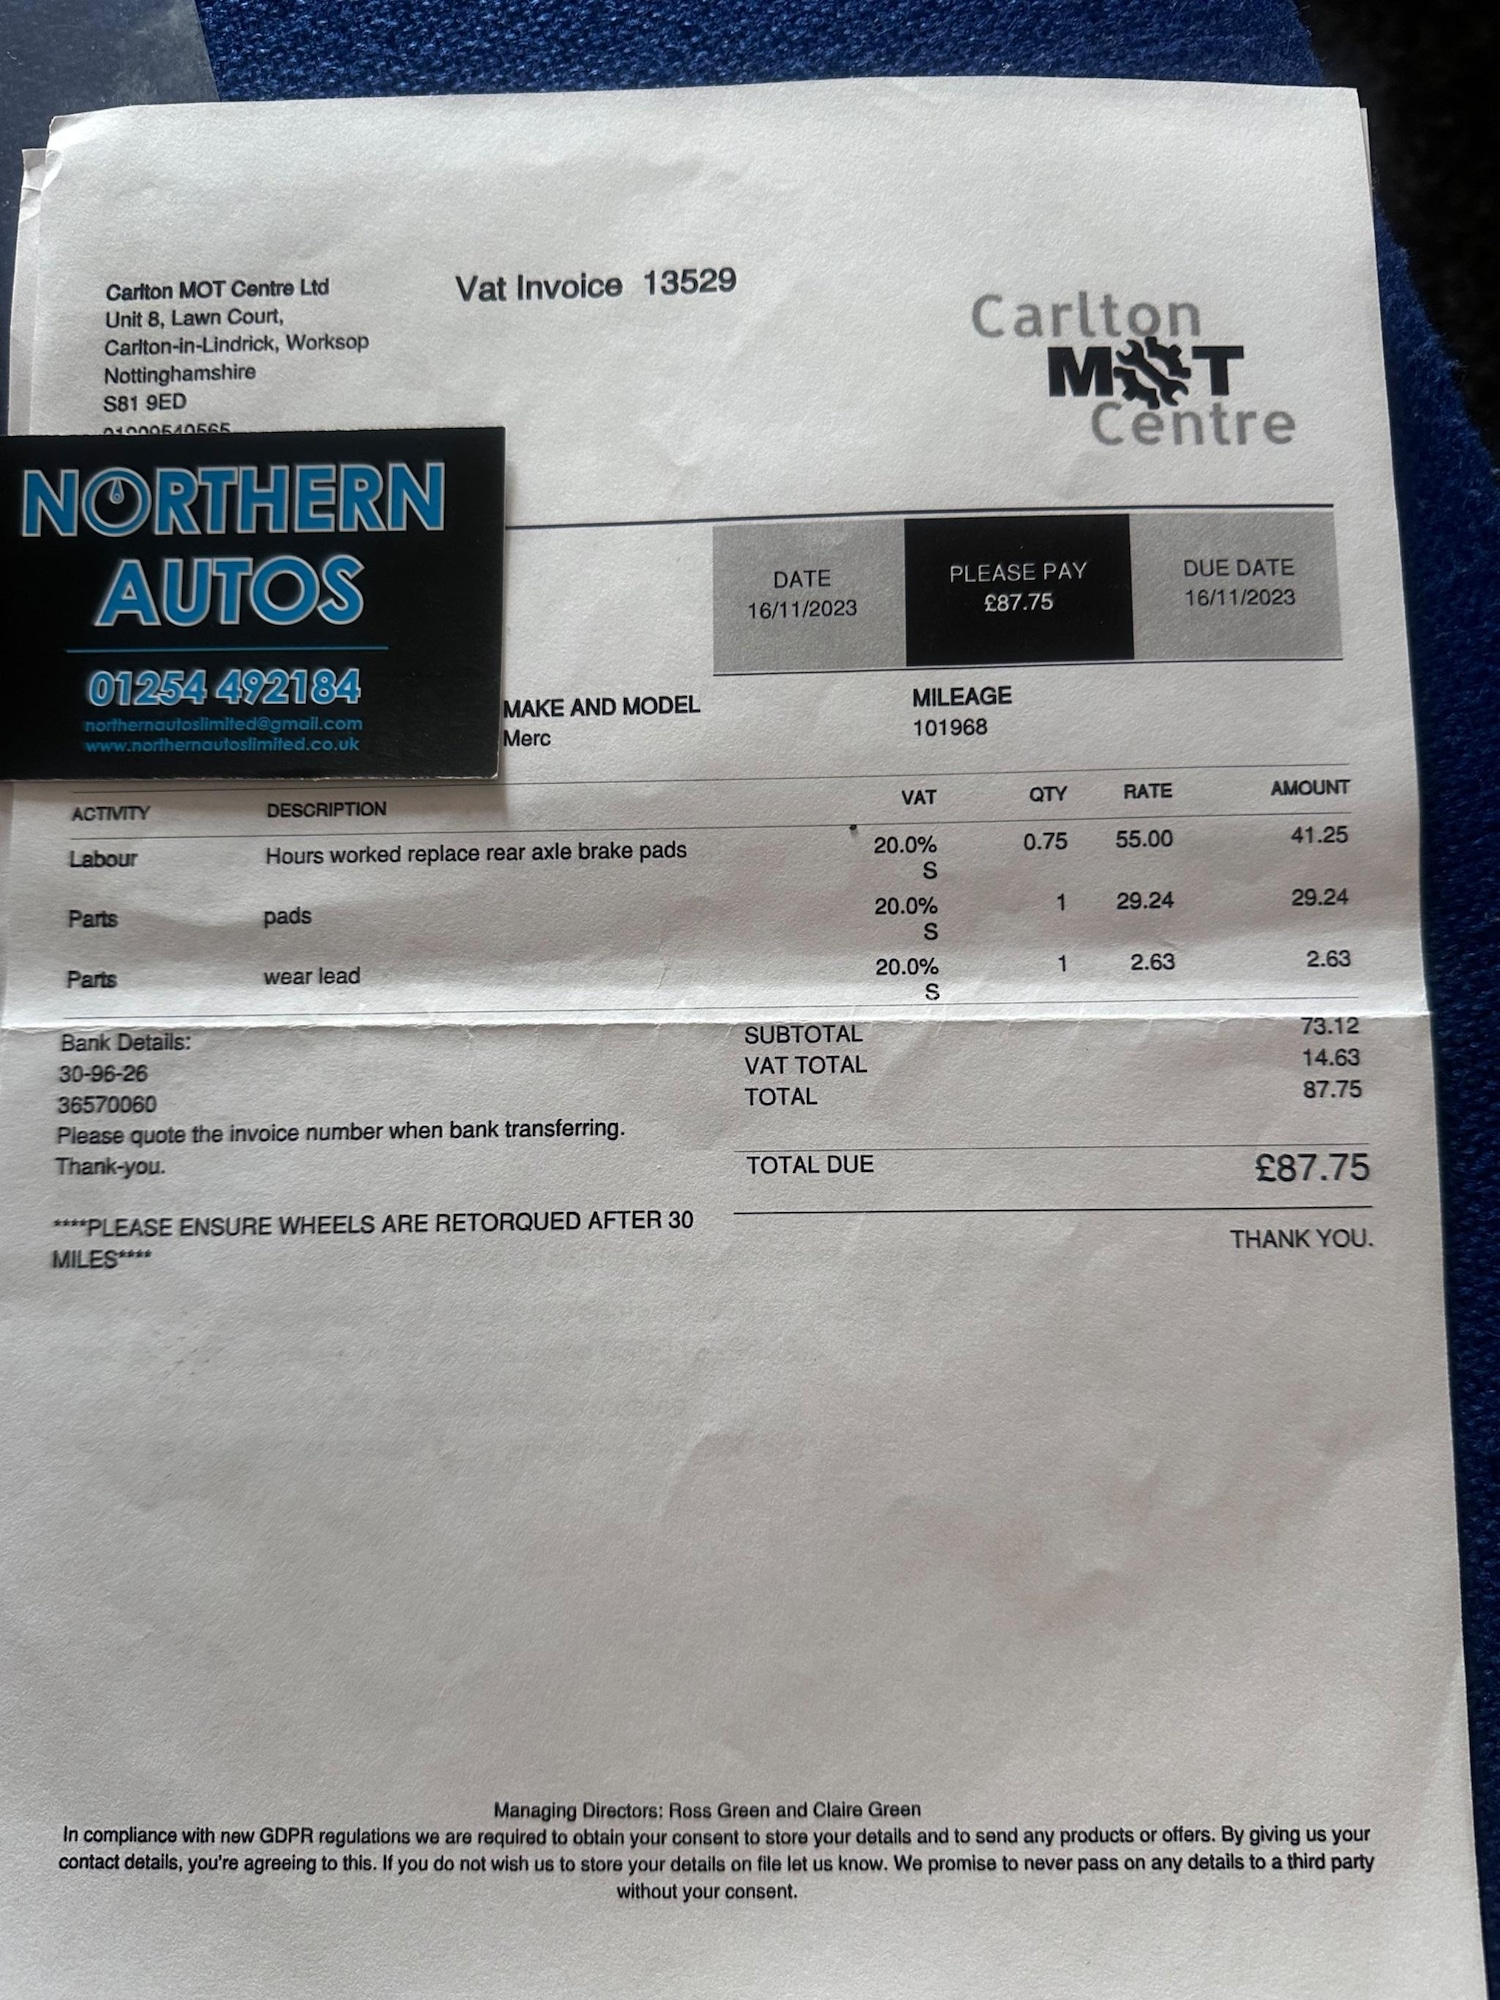 Carlton MOT Centre Ltd
Unit 8, Lawn Court,
Carlton-in-Lindrick, Worksop
Nottinghamshire
S81 9ED
Vat Invoice 13529
Carlton
MOT
Centre
NORTHERN
AUTOS
01254 492184
northernautoslimited@gmail.com
www.northernautoslimited.co.uk
DATE
16/11/2023
PLEASE PAY
£87.75
DUE DATE
16/11/2023
MAKE AND MODEL
Merc
MILEAGE
101968
ACTIVITY DESCRIPTION VAT QTY RATE AMOUNT
Labour Hours worked replace rear axle brake pads 20.0% 0.75 55.00 41.25
S
Parts pads 20.0% 1 29.24 29.24
S
Parts wear lead 20.0% 1 2.63 2.63
S
Bank Details:
30-96-26
36570060
Please quote the invoice number when bank transferring.
Thank-you.
****PLEASE ENSURE WHEELS ARE RETORQUED AFTER 30
MILES****
SUBTOTAL 73.12
VAT TOTAL 14.63
TOTAL 87.75
TOTAL DUE £87.75
THANK YOU.
Managing Directors: Ross Green and Claire Green
In compliance with new GDPR regulations we are required to obtain your consent to store your details and to send any products or offers. By giving us your
contact details, you're agreeing to this. If you do not wish us to store your details on file let us know. We promise to never pass on any details to a third party
without your consent.